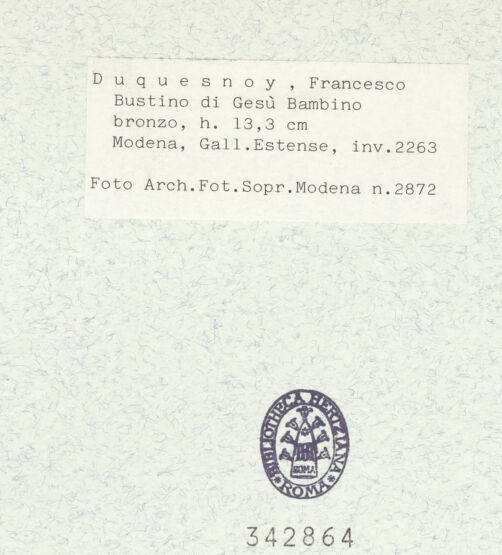 D u q u e s n o y , Francesco
Bustino di Gesù Bambino
bronzo, h. 13,3 cm
Modena, Gall.Estense, inv.2263
Foto Arch.Fot.Sopr.Modena n.2872
BIBLIOTHECA HERTZIANA
ROMA
* ROMA *
342864